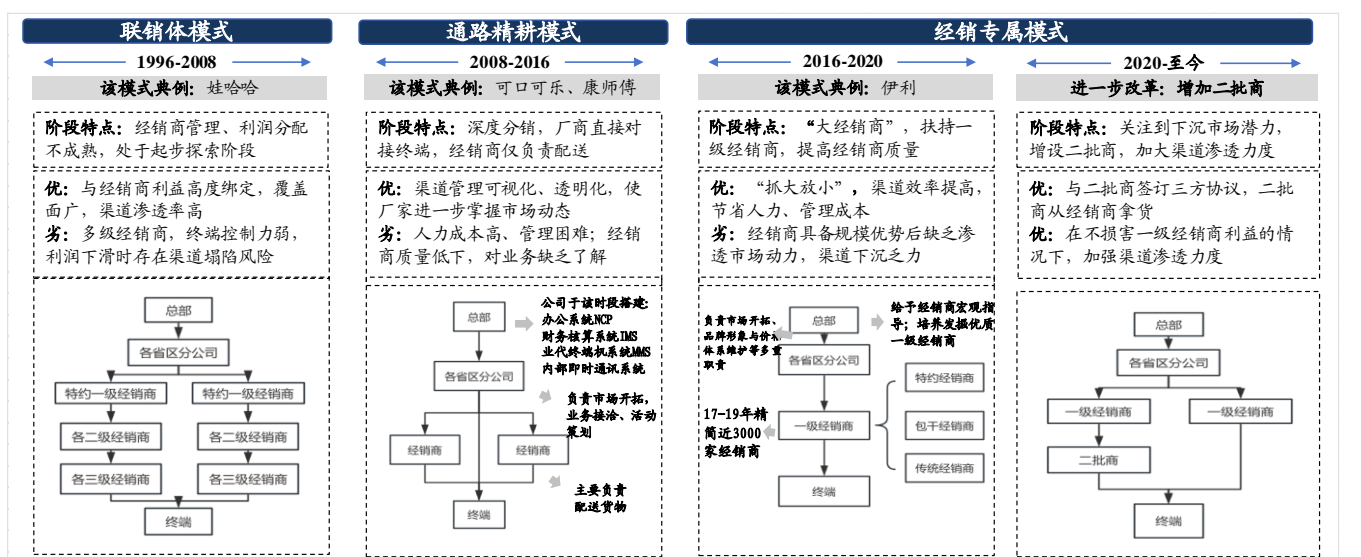 联销体模式
1996-2008
该模式典例：娃哈哈
阶段特点：经销商管理、利润分配
不成熟，处于起步探索阶段
优：与经销商利益高度绑定，覆盖
面广，渠道渗透率高
劣：多级经销商，终端控制力弱，
利润下滑时存在渠道塌陷风险
总部
各省区分公司
特约一级经销商
特约一级经销商
各二级经销商
各二级经销商
各三级经销商
各三级经销商
终端
通路精耕模式
2008-2016
该模式典例：可口可乐、康师傅
阶段特点：深度分销，厂商直接对
接终端，经销商仅负责配送
优：渠道管理可视化、透明化，使
厂家进一步掌握市场动态
劣：人力成本高、管理困难；经销
商质量低下，对业务缺乏了解
总部
公司于该时段搭建：
办公系统NCP
财务核算系统IMS
业代终端机系统MMS
内部即时通讯系统
各省区分公司
负责市场开拓，
业务接洽、活动
策划
经销商
经销商
主要负责
配送货物
终端
经销专属模式
2016-2020
该模式典例：伊利
阶段特点：“大经销商”，扶持一
级经销商，提高经销商质量
优：“抓大放小”，渠道效率提高，
节省人力、管理成本
劣：经销商具备规模优势后缺乏渗
透市场动力，渠道下沉乏力
总部
给予经销商宏观指
导；培养发掘优质
一级经销商
负责市场开拓、
品牌形象与价格
体系维护等多重
职责
各省区分公司
17-19年精
简近3000
家经销商
一级经销商
特约经销商
包干经销商
传统经销商
终端
2020-至今
进一步改革：增加二批商
阶段特点：关注到下沉市场潜力，
增设二批商，加大渠道渗透力度
优：与二批商签订三方协议，二批
商从经销商拿货
优：在不损害一级经销商利益的情
况下，加强渠道渗透力度
总部
各省区分公司
一级经销商
一级经销商
二批商
终端